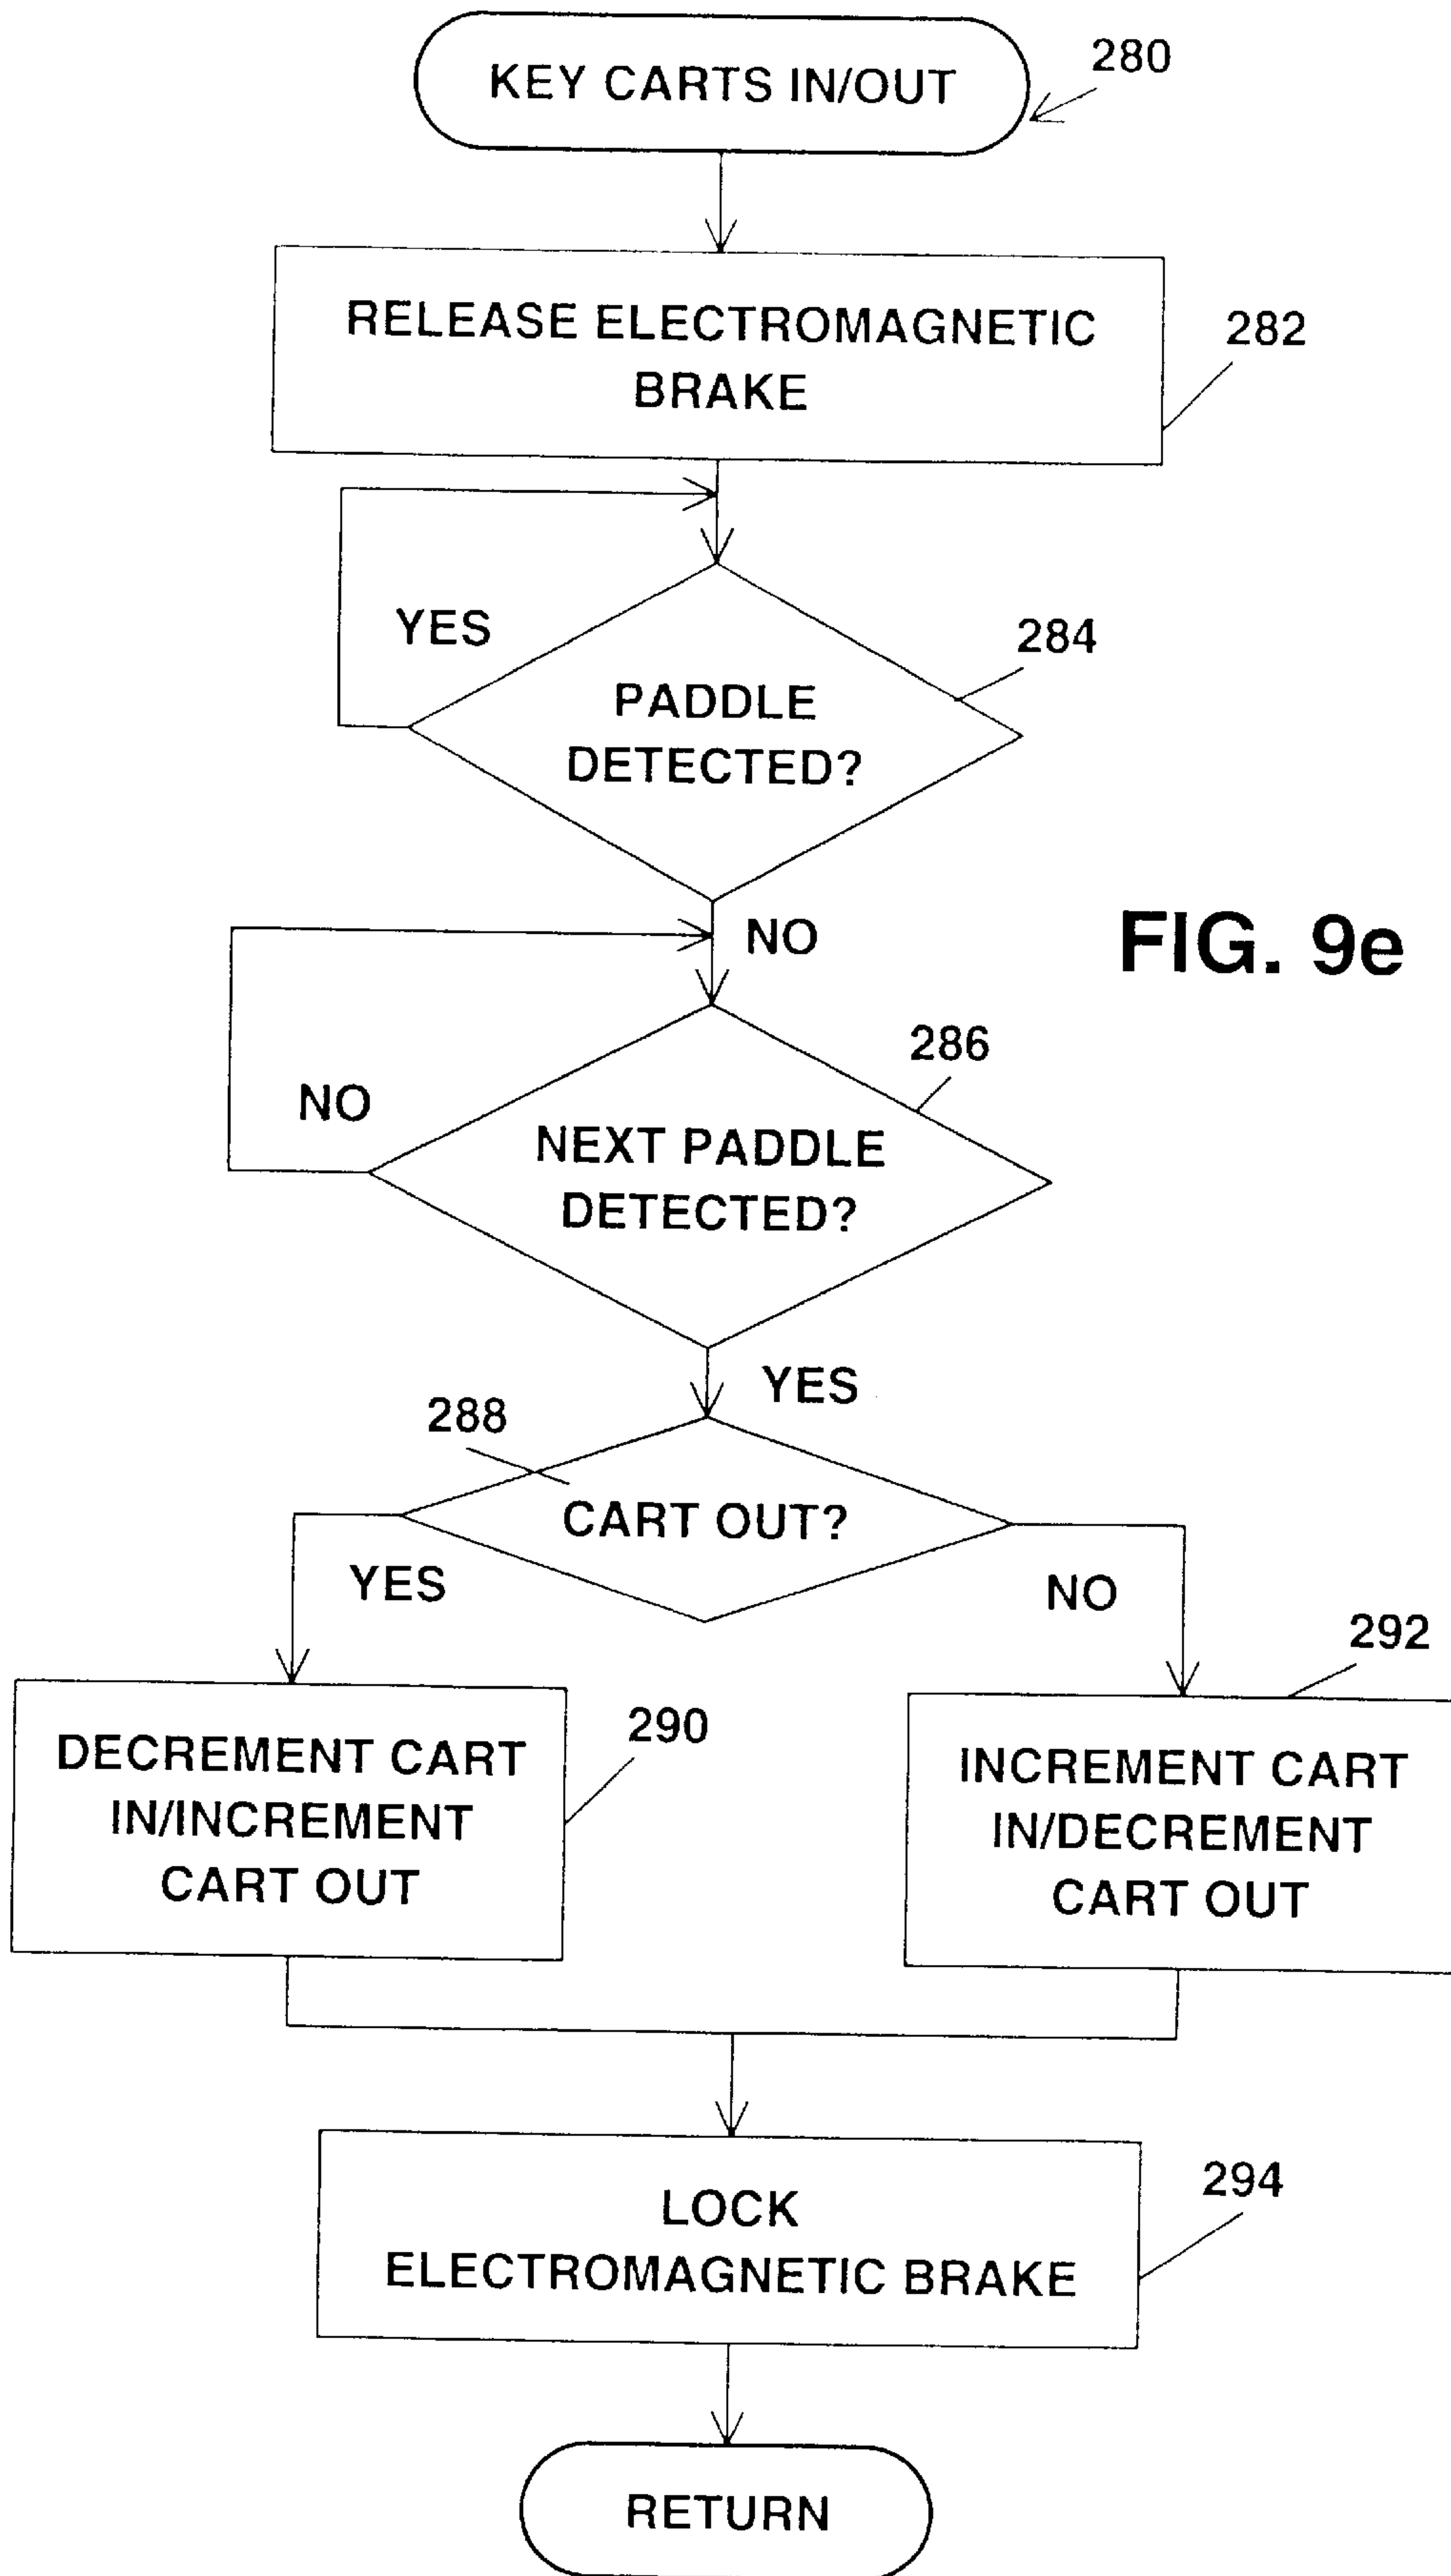 KEY CARTS IN/OUT
280
RELEASE ELECTROMAGNETIC
BRAKE
282
YES
284
PADDLE
DETECTED?
NO
FIG. 9e
286
NO
NEXT PADDLE
DETECTED?
YES
288
CART OUT?
YES
NO
292
290
DECREMENT CART
IN/INCREMENT
CART OUT
INCREMENT CART
IN/DECREMENT
CART OUT
294
LOCK
ELECTROMAGNETIC BRAKE
RETURN